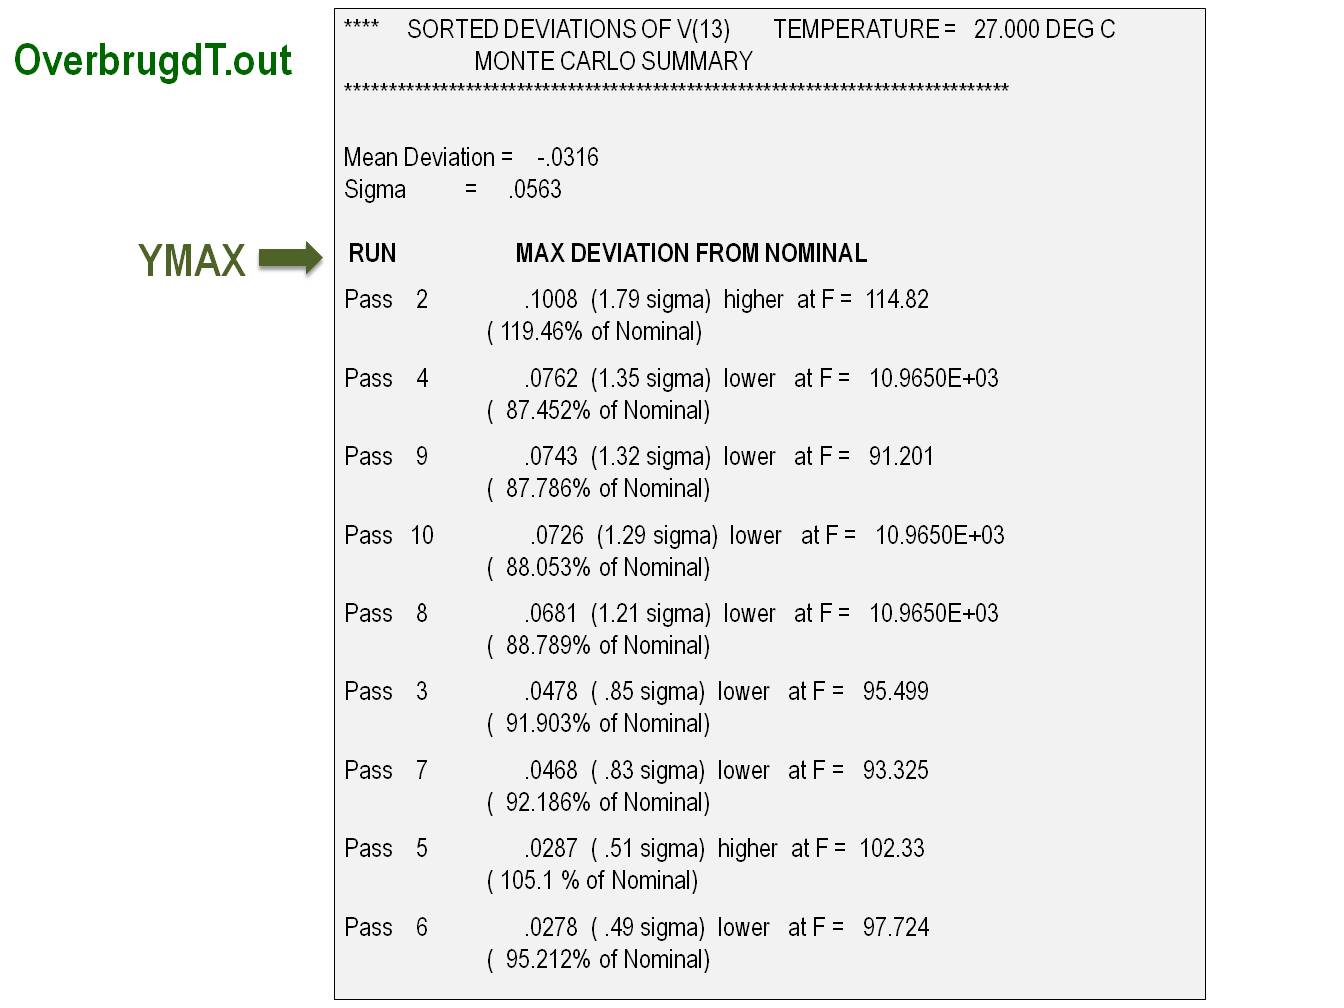 OverbrugdT.out
**** SORTED DEVIATIONS OF V(13) TEMPERATURE = 27.000 DEG C
MONTE CARLO SUMMARY
***************************************************************************
Mean Deviation = -.0316
Sigma = .0563
YMAX
RUN MAX DEVIATION FROM NOMINAL
Pass 2 .1008 (1.79 sigma) higher at F = 114.82
( 119.46% of Nominal)
Pass 4 .0762 (1.35 sigma) lower at F = 10.9650E+03
( 87.452% of Nominal)
Pass 9 .0743 (1.32 sigma) lower at F = 91.201
( 87.786% of Nominal)
Pass 10 .0726 (1.29 sigma) lower at F = 10.9650E+03
( 88.053% of Nominal)
Pass 8 .0681 (1.21 sigma) lower at F = 10.9650E+03
( 88.789% of Nominal)
Pass 3 .0478 ( .85 sigma) lower at F = 95.499
( 91.903% of Nominal)
Pass 7 .0468 ( .83 sigma) lower at F = 93.325
( 92.186% of Nominal)
Pass 5 .0287 ( .51 sigma) higher at F = 102.33
( 105.1 % of Nominal)
Pass 6 .0278 ( .49 sigma) lower at F = 97.724
( 95.212% of Nominal)